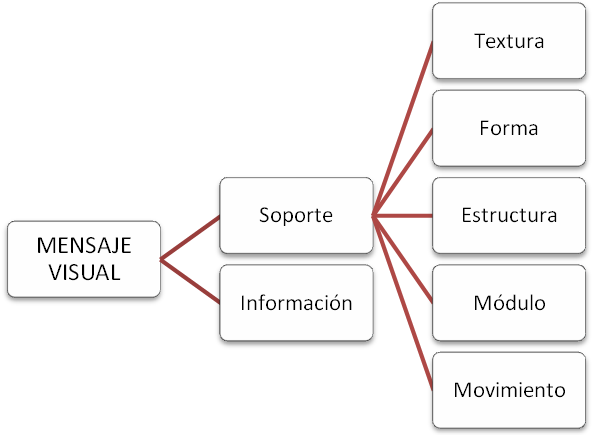 MENSAJE
VISUAL
Soporte
Información
Textura
Forma
Estructura
Módulo
Movimiento